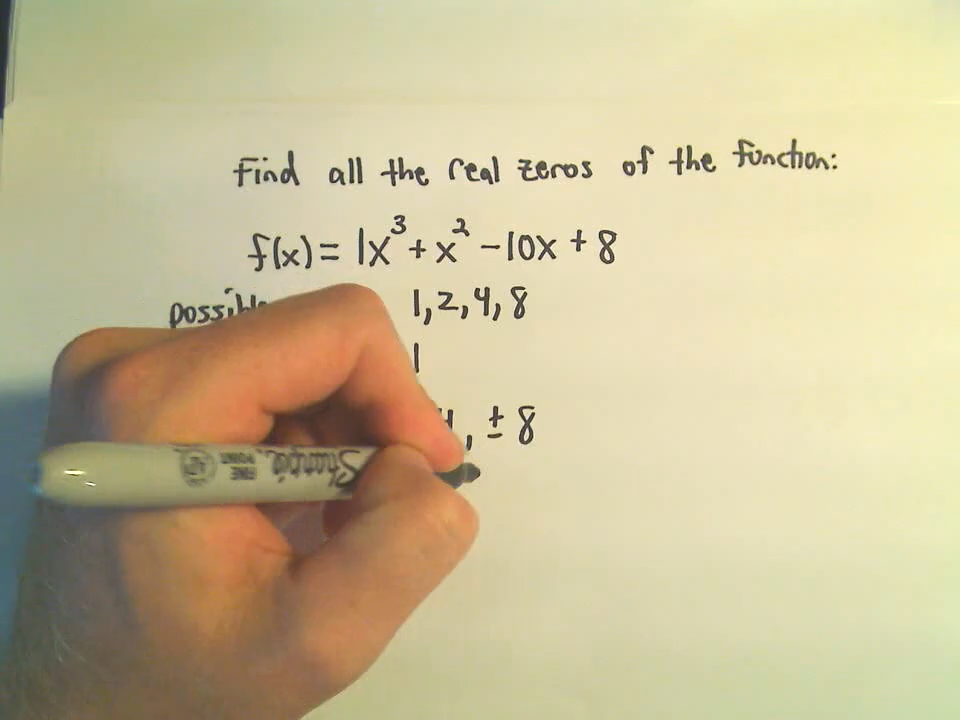 Find all the real zeros of the function:
f(x) = 1x³ + x² - 10x + 8
1, 2, 4, 8
1
, ± 8
Sharpie.
FINE
POINT